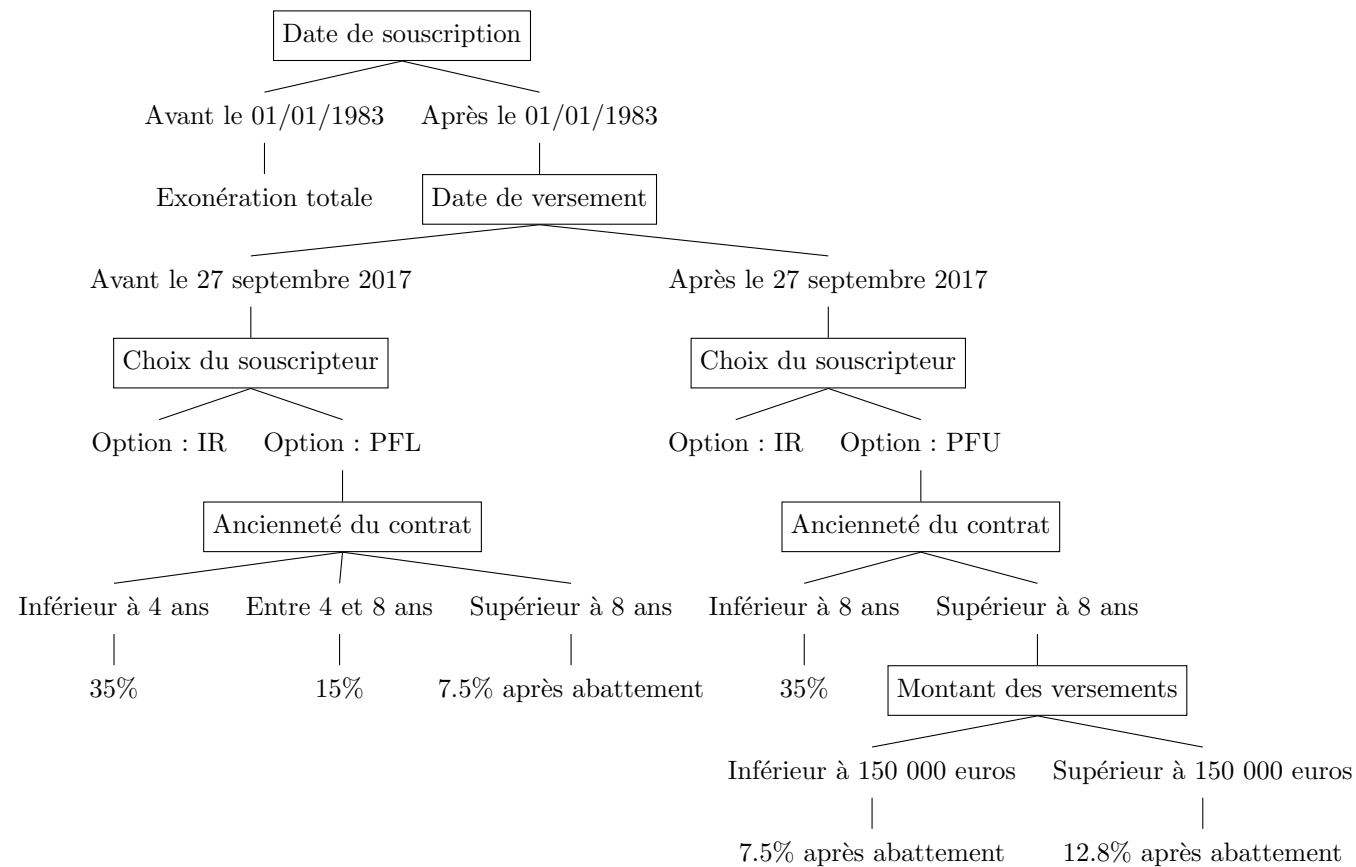 Date de souscription
Avant le 01/01/1983 Après le 01/01/1983
Exonération totale Date de versement
Avant le 27 septembre 2017 Après le 27 septembre 2017
Choix du souscripteur Choix du souscripteur
Option : IR Option : PFL Option : IR Option : PFU
Ancienneté du contrat Ancienneté du contrat
Inférieur à 4 ans Entre 4 et 8 ans Supérieur à 8 ans Inférieur à 8 ans Supérieur à 8 ans
35% 15% 7.5% après abattement 35% Montant des versements
Inférieur à 150 000 euros Supérieur à 150 000 euros
7.5% après abattement 12.8% après abattement